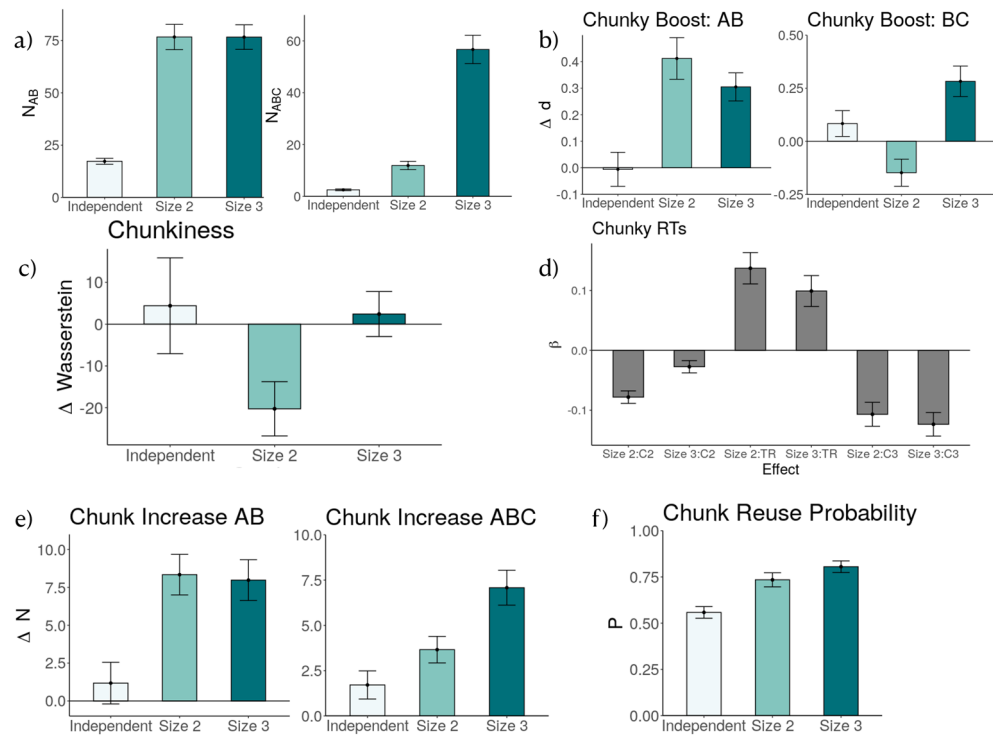 a)
N_AB
75
50
25
0
Independent Size 2 Size 3
N_ABC
60
40
20
0
Independent Size 2 Size 3
b)
Chunky Boost: AB
Δ d
0.4
0.3
0.2
0.1
0.0
-0.1
Independent Size 2 Size 3
Chunky Boost: BC
0.50
0.25
0.00
-0.25
Independent Size 2 Size 3
c)
Chunkiness
Δ Wasserstein
10
0
-10
-20
Independent Size 2 Size 3
d)
Chunky RTs
β
0.1
0.0
-0.1
Size 2:C2 Size 3:C2 Size 2:TR Size 3:TR Size 2:C3 Size 3:C3
Effect
e)
Chunk Increase AB
Δ N
10.0
7.5
5.0
2.5
0.0
Independent Size 2 Size 3
Chunk Increase ABC
10.0
7.5
5.0
2.5
0.0
Independent Size 2 Size 3
f)
Chunk Reuse Probability
P
1.00
0.75
0.50
0.25
0.00
Independent Size 2 Size 3